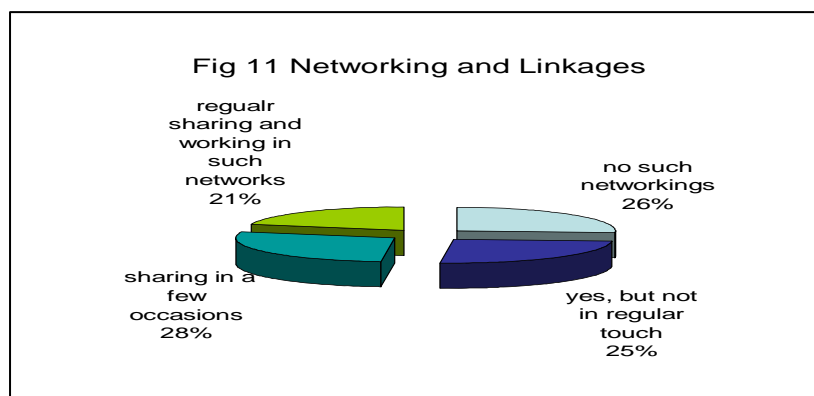 Fig 11 Networking and Linkages
regualr
sharing and
working in
such
networks
21%
no such
networkings
26%
sharing in a
few
occasions
28%
yes, but not
in regular
touch
25%